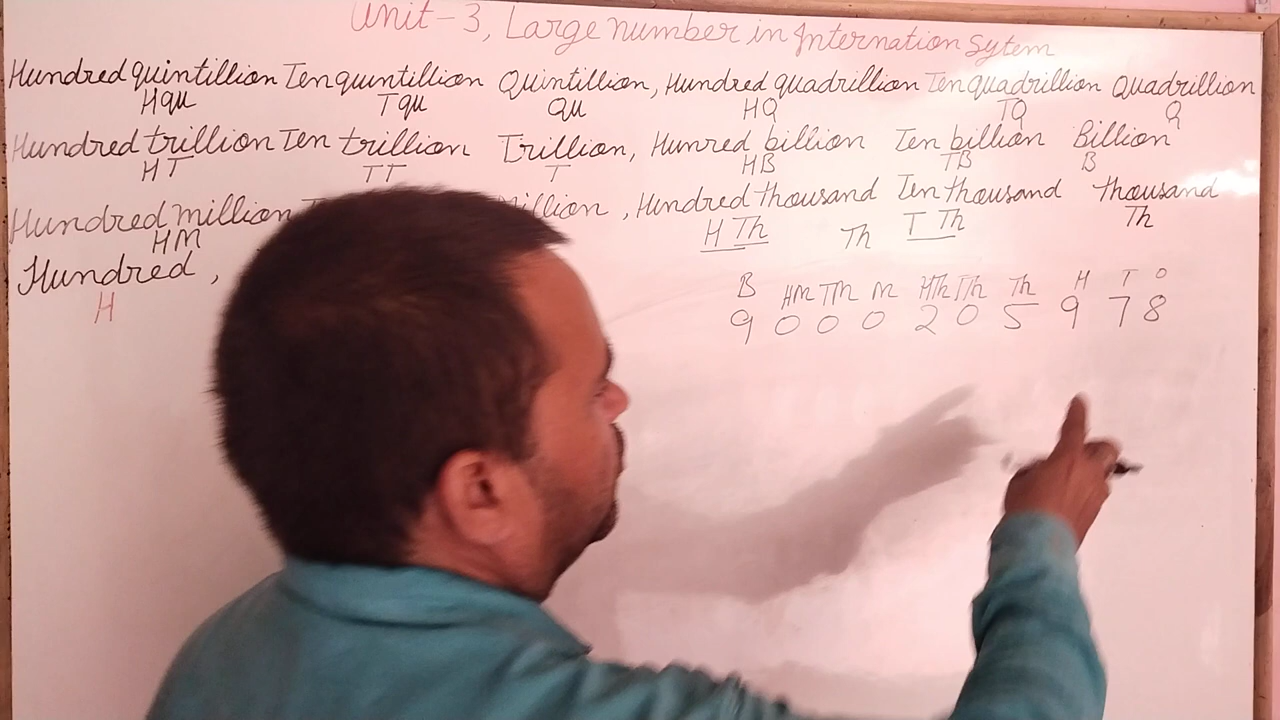 Unit-3, Large number in Internation Sytem
Hundred quintillion Ten quintillion Quintillion, Hundred quadrillion Ten quadrillion Quadrillion
HQU TQU QU HQ TQ Q
Hundred trillion Ten trillion Trillion, Hunred billion Ten billion Billion
HT TT T HB TB B
Hundred million , Hundred thousand Ten thousand thousand
HM H Th Th T Th Th
Hundred ,
H
B HM TM M HTh TTh Th H T O
9 0 0 0 2 0 5 9 7 8